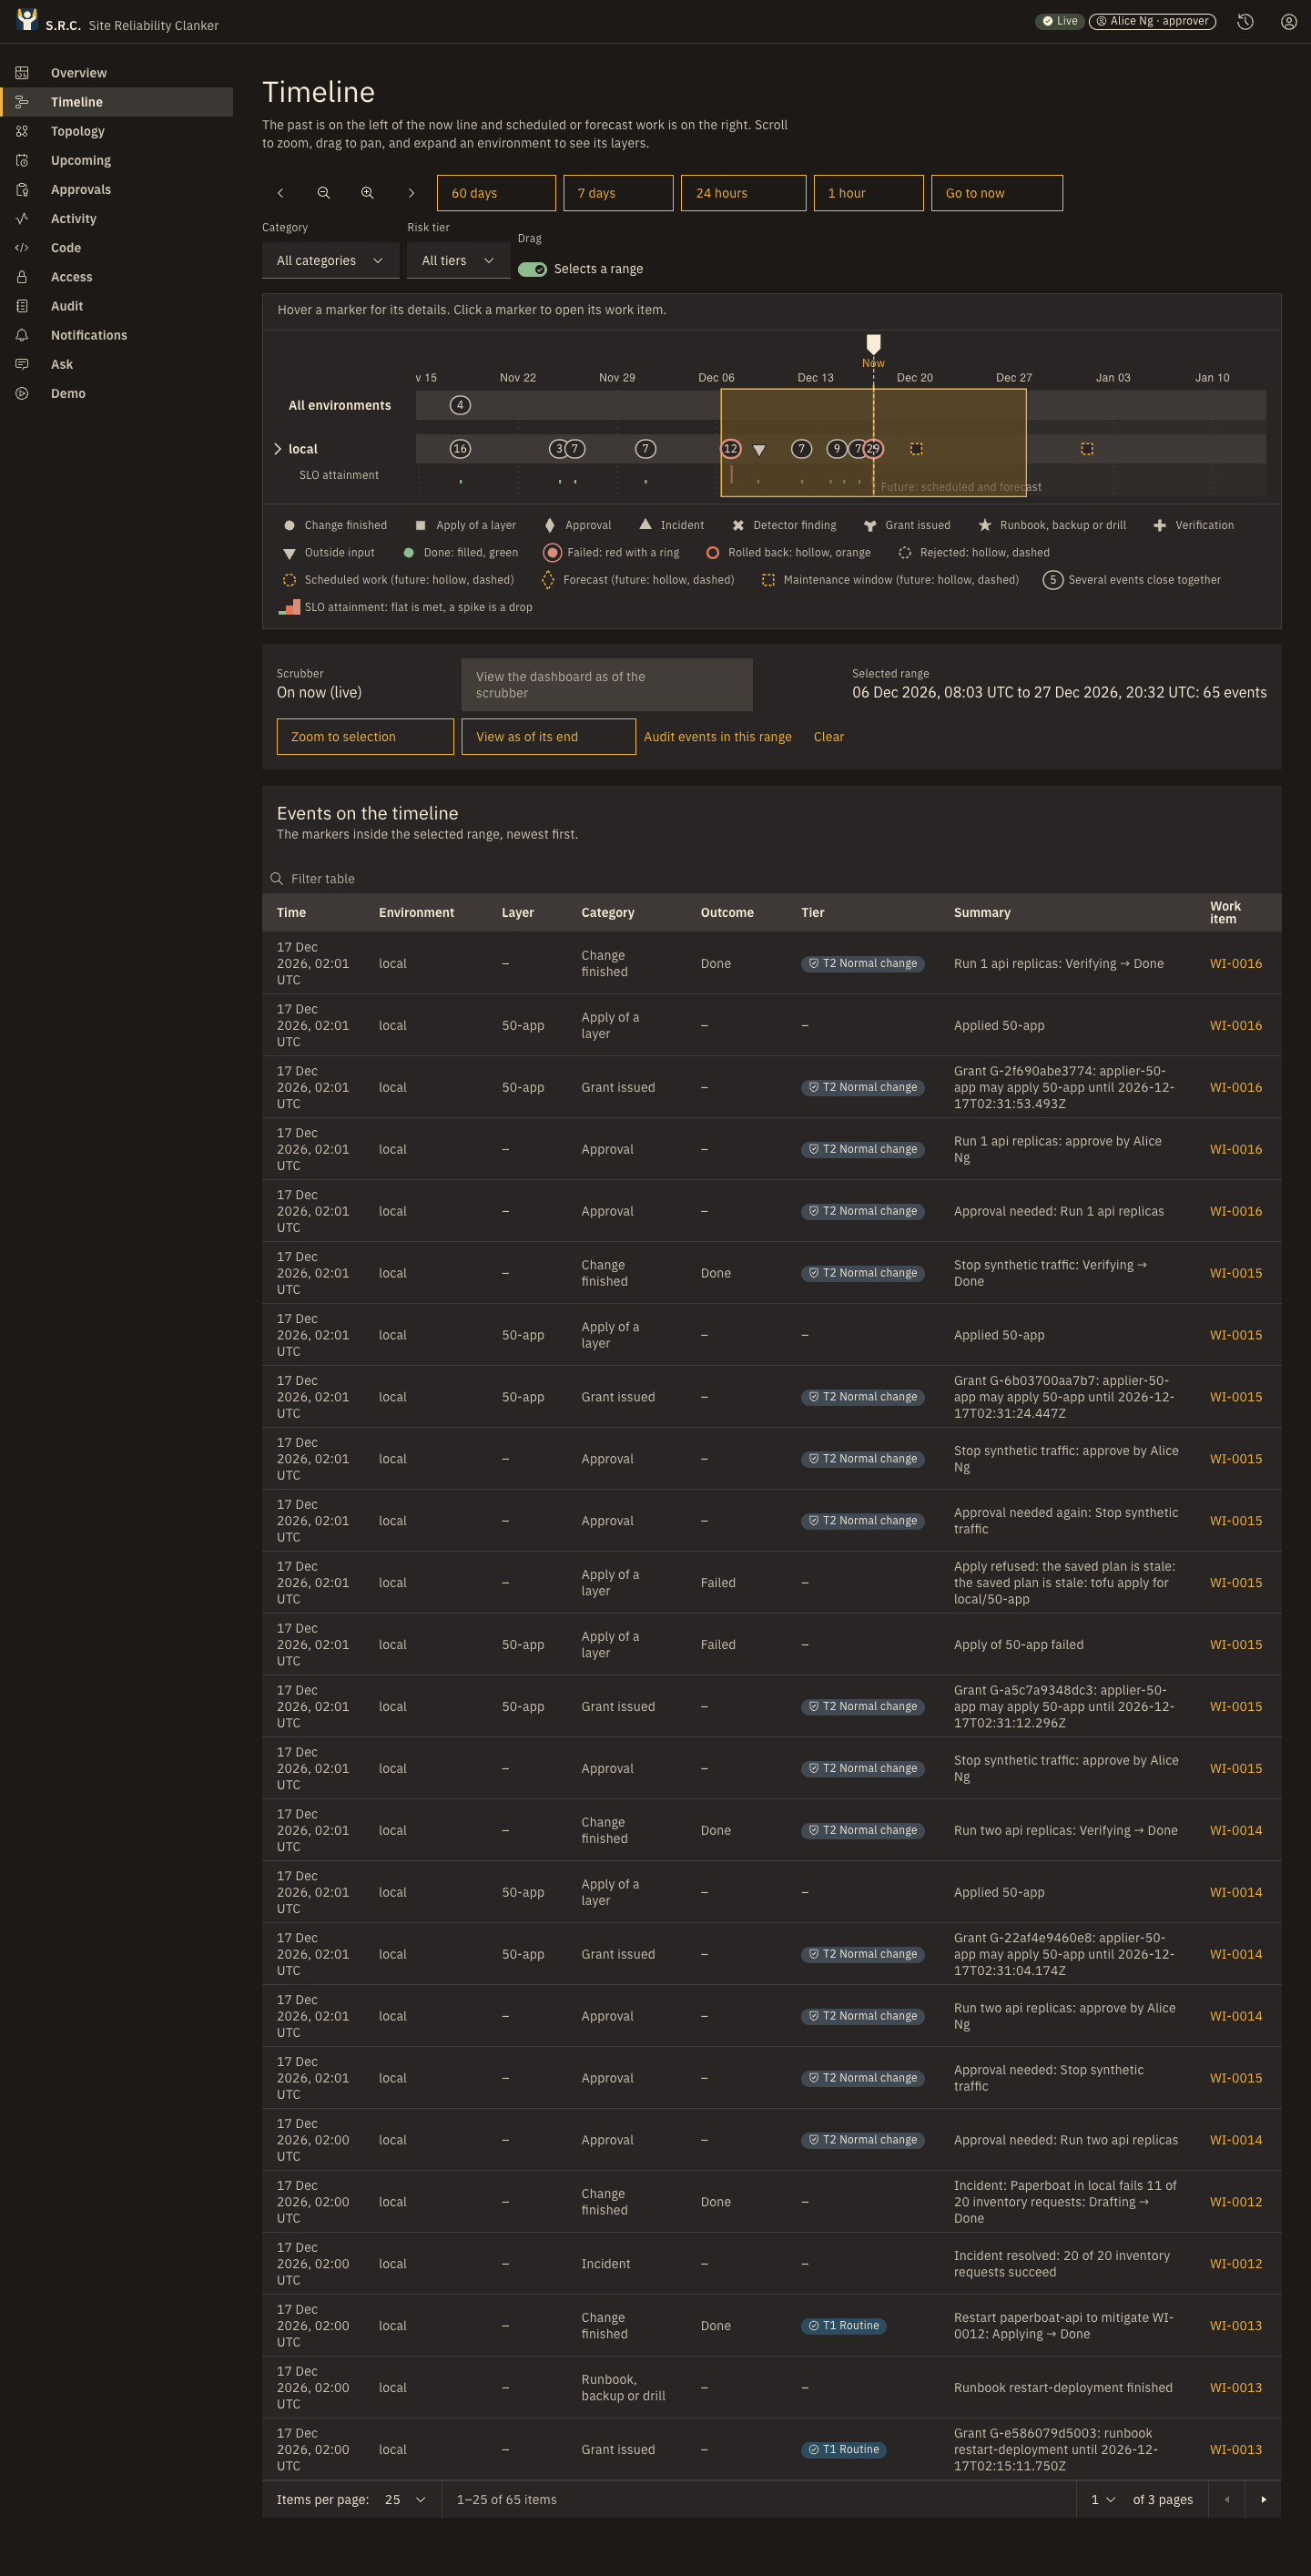 S.R.C. Site Reliability Clanker
Live
Alice Ng · approver
Overview
Timeline
Topology
Upcoming
Approvals
Activity
Code
Access
Audit
Notifications
Ask
Demo
Timeline
The past is on the left of the now line and scheduled or forecast work is on the right. Scroll
to zoom, drag to pan, and expand an environment to see its layers.
60 days
7 days
24 hours
1 hour
Go to now
Category
Risk tier
Drag
All categories
All tiers
Selects a range
Hover a marker for its details. Click a marker to open its work item.
Now
v 15 Nov 22 Nov 29 Dec 06 Dec 13 Dec 20 Dec 27 Jan 03 Jan 10
All environments 4
local 16 3 7 7 12 7 9 7 29
SLO attainment
Future: scheduled and forecast
Change finished Apply of a layer Approval Incident Detector finding Grant issued Runbook, backup or drill Verification
Outside input Done: filled, green Failed: red with a ring Rolled back: hollow, orange Rejected: hollow, dashed
Scheduled work (future: hollow, dashed) Forecast (future: hollow, dashed) Maintenance window (future: hollow, dashed) 5 Several events close together
SLO attainment: flat is met, a spike is a drop
Scrubber
On now (live)
View the dashboard as of the
scrubber
Selected range
06 Dec 2026, 08:03 UTC to 27 Dec 2026, 20:32 UTC: 65 events
Zoom to selection
View as of its end
Audit events in this range
Clear
Events on the timeline
The markers inside the selected range, newest first.
Filter table
Time Environment Layer Category Outcome Tier Summary Work
item
17 Dec
2026, 02:01
UTC
local – Change
finished
Done T2 Normal change Run 1 api replicas: Verifying → Done WI-0016
17 Dec
2026, 02:01
UTC
local 50-app Apply of a
layer
– – Applied 50-app WI-0016
17 Dec
2026, 02:01
UTC
local 50-app Grant issued – T2 Normal change Grant G-2f690abe3774: applier-50-
app may apply 50-app until 2026-12-
17T02:31:53.493Z
WI-0016
17 Dec
2026, 02:01
UTC
local – Approval – T2 Normal change Run 1 api replicas: approve by Alice
Ng
WI-0016
17 Dec
2026, 02:01
UTC
local – Approval – T2 Normal change Approval needed: Run 1 api replicas WI-0016
17 Dec
2026, 02:01
UTC
local – Change
finished
Done T2 Normal change Stop synthetic traffic: Verifying →
Done
WI-0015
17 Dec
2026, 02:01
UTC
local 50-app Apply of a
layer
– – Applied 50-app WI-0015
17 Dec
2026, 02:01
UTC
local 50-app Grant issued – T2 Normal change Grant G-6b03700aa7b7: applier-50-
app may apply 50-app until 2026-12-
17T02:31:24.447Z
WI-0015
17 Dec
2026, 02:01
UTC
local – Approval – T2 Normal change Stop synthetic traffic: approve by Alice
Ng
WI-0015
17 Dec
2026, 02:01
UTC
local – Approval – T2 Normal change Approval needed again: Stop synthetic
traffic
WI-0015
17 Dec
2026, 02:01
UTC
local – Apply of a
layer
Failed – Apply refused: the saved plan is stale:
the saved plan is stale: tofu apply for
local/50-app
WI-0015
17 Dec
2026, 02:01
UTC
local 50-app Apply of a
layer
Failed – Apply of 50-app failed WI-0015
17 Dec
2026, 02:01
UTC
local 50-app Grant issued – T2 Normal change Grant G-a5c7a9348dc3: applier-50-
app may apply 50-app until 2026-12-
17T02:31:12.296Z
WI-0015
17 Dec
2026, 02:01
UTC
local – Approval – T2 Normal change Stop synthetic traffic: approve by Alice
Ng
WI-0015
17 Dec
2026, 02:01
UTC
local – Change
finished
Done T2 Normal change Run two api replicas: Verifying → Done WI-0014
17 Dec
2026, 02:01
UTC
local 50-app Apply of a
layer
– – Applied 50-app WI-0014
17 Dec
2026, 02:01
UTC
local 50-app Grant issued – T2 Normal change Grant G-22af4e9460e8: applier-50-
app may apply 50-app until 2026-12-
17T02:31:04.174Z
WI-0014
17 Dec
2026, 02:01
UTC
local – Approval – T2 Normal change Run two api replicas: approve by Alice
Ng
WI-0014
17 Dec
2026, 02:01
UTC
local – Approval – T2 Normal change Approval needed: Stop synthetic
traffic
WI-0015
17 Dec
2026, 02:00
UTC
local – Approval – T2 Normal change Approval needed: Run two api replicas WI-0014
17 Dec
2026, 02:00
UTC
local – Change
finished
Done – Incident: Paperboat in local fails 11 of
20 inventory requests: Drafting →
Done
WI-0012
17 Dec
2026, 02:00
UTC
local – Incident – – Incident resolved: 20 of 20 inventory
requests succeed
WI-0012
17 Dec
2026, 02:00
UTC
local – Change
finished
Done T1 Routine Restart paperboat-api to mitigate WI-
0012: Applying → Done
WI-0013
17 Dec
2026, 02:00
UTC
local – Runbook,
backup or drill
– – Runbook restart-deployment finished WI-0013
17 Dec
2026, 02:00
UTC
local – Grant issued – T1 Routine Grant G-e586079d5003: runbook
restart-deployment until 2026-12-
17T02:15:11.750Z
WI-0013
Items per page: 25 1–25 of 65 items 1 of 3 pages